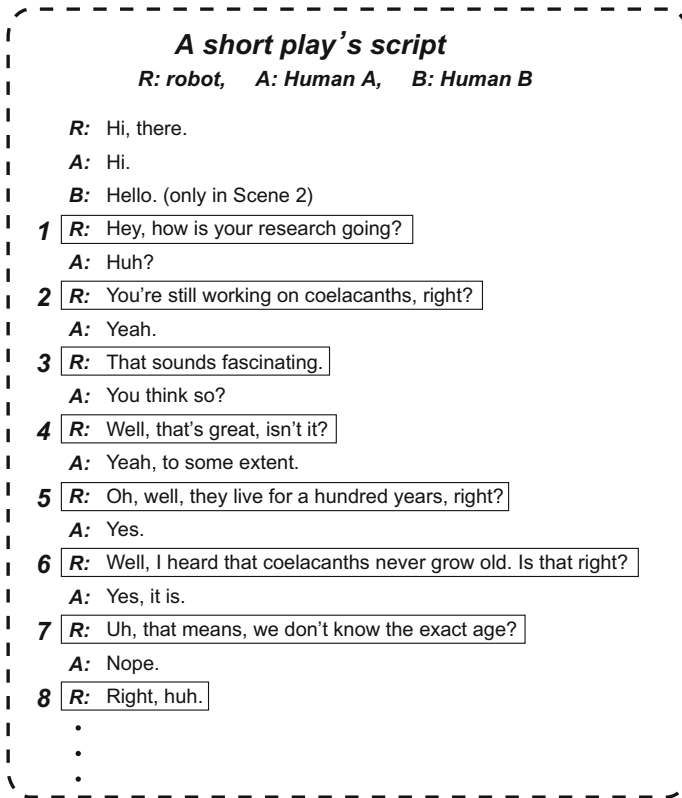 A short play's script
R: robot, A: Human A, B: Human B
R: Hi, there.
A: Hi.
B: Hello. (only in Scene 2)
1 R: Hey, how is your research going?
A: Huh?
2 R: You're still working on coelacanths, right?
A: Yeah.
3 R: That sounds fascinating.
A: You think so?
4 R: Well, that's great, isn't it?
A: Yeah, to some extent.
5 R: Oh, well, they live for a hundred years, right?
A: Yes.
6 R: Well, I heard that coelacanths never grow old. Is that right?
A: Yes, it is.
7 R: Uh, that means, we don't know the exact age?
A: Nope.
8 R: Right, huh.